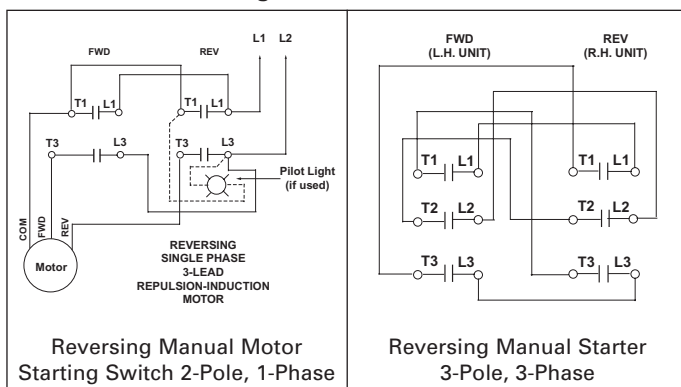 L1 L2
FWD REV
T1 L1 T1 L1
T3 L3 T3 L3
Pilot Light
(if used)
COM
FWD
REV
Motor
REVERSING
SINGLE PHASE
3-LEAD
REPULSION-INDUCTION
MOTOR
Reversing Manual Motor
Starting Switch 2-Pole, 1-Phase
FWD REV
(L.H. UNIT) (R.H. UNIT)
T1 L1 T1 L1
T2 L2 T2 L2
T3 L3 T3 L3
Reversing Manual Starter
3-Pole, 3-Phase